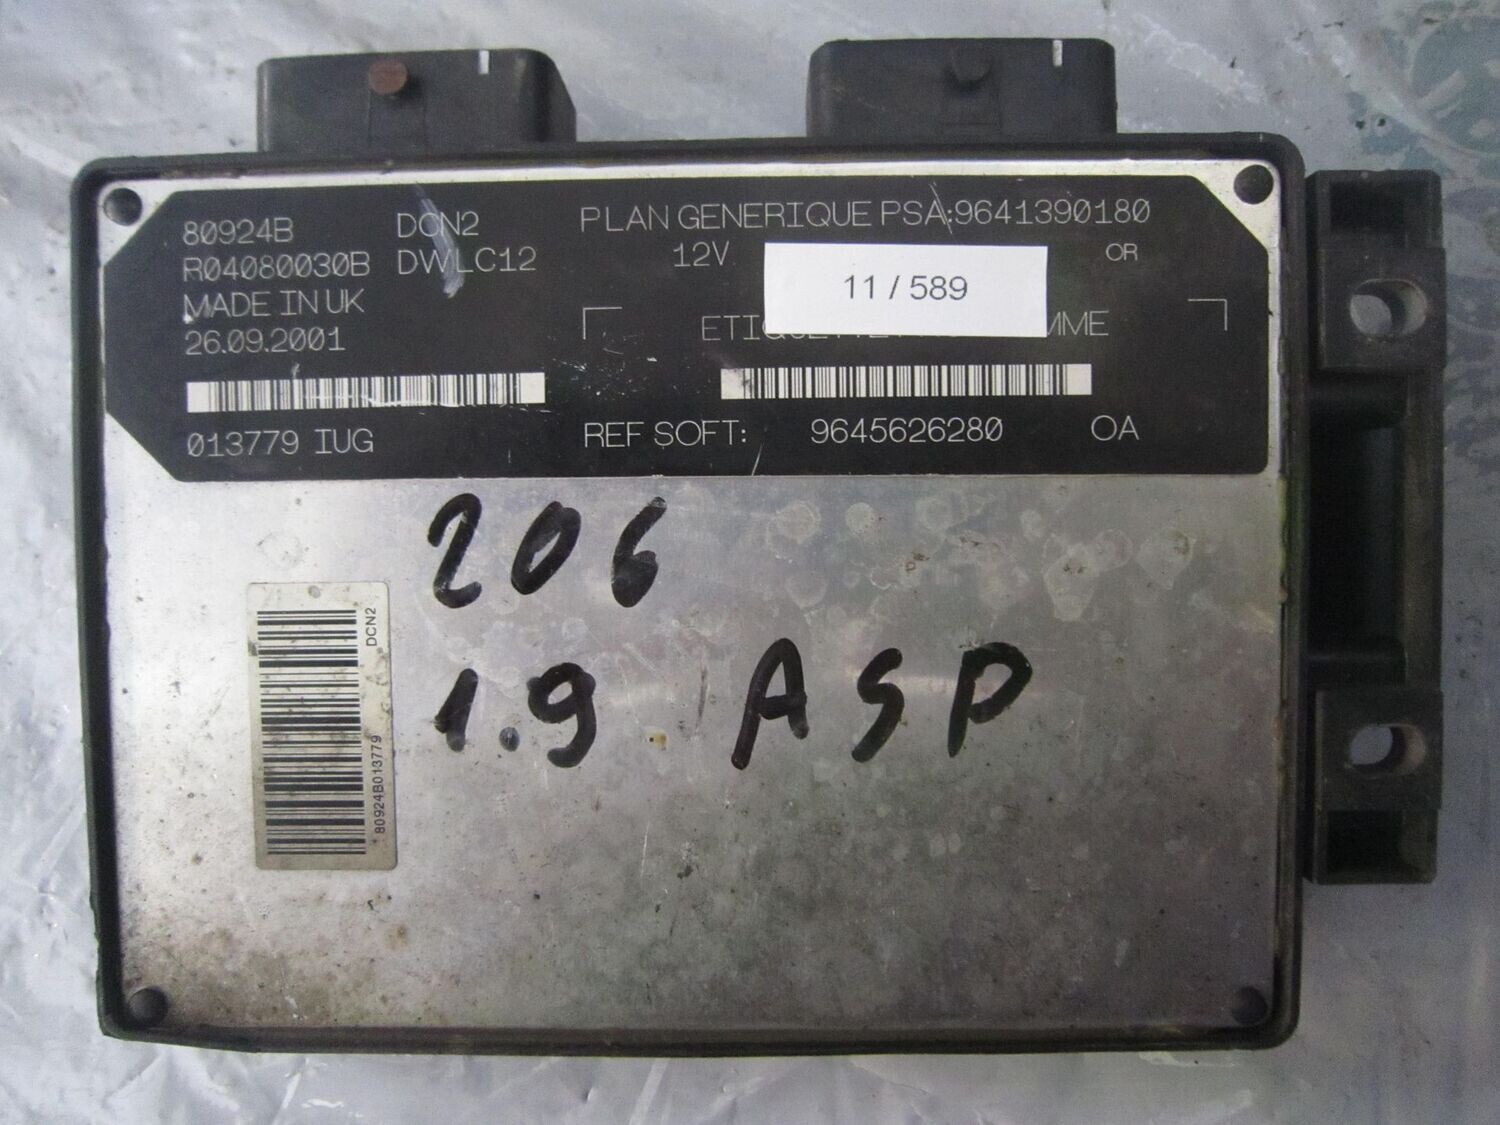 80924B DCN2 PLAN GENERIQUE PSA:9641390180
R04080030B DWLC12 12V OR
MADE IN UK
11 / 589
26.09.2001
013779 IUG REF SOFT: 9645626280 OA
206
1.9 ASP
DCN2
80924B013779